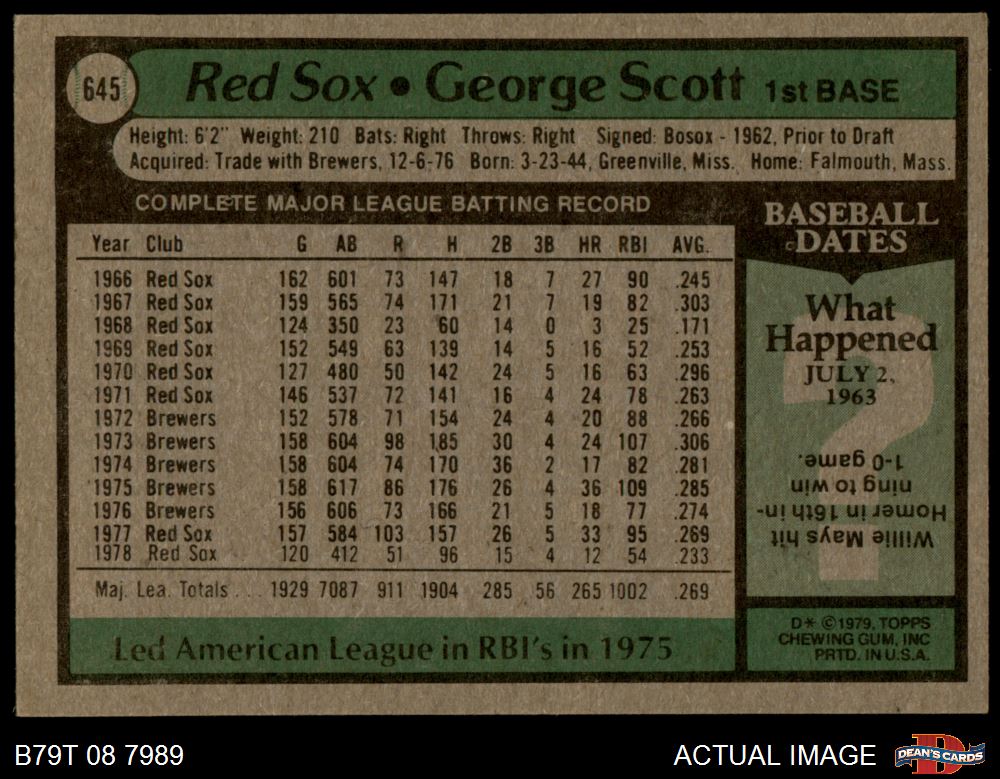 645
Red Sox • George Scott 1st BASE
Height: 6'2" Weight: 210 Bats: Right Throws: Right Signed: Bosox - 1962, Prior to Draft
Acquired: Trade with Brewers, 12-6-76 Born: 3-23-44, Greenville, Miss. Home: Falmouth, Mass.
COMPLETE MAJOR LEAGUE BATTING RECORD
Year Club G AB R H 2B 3B HR RBI AVG.
1966 Red Sox 162 601 73 147 18 7 27 90 .245
1967 Red Sox 159 565 74 171 21 7 19 82 .303
1968 Red Sox 124 350 23 60 14 0 3 25 .171
1969 Red Sox 152 549 63 139 14 5 16 52 .253
1970 Red Sox 127 480 50 142 24 5 16 63 .296
1971 Red Sox 146 537 72 141 16 4 24 78 .263
1972 Brewers 152 578 71 154 24 4 20 88 .266
1973 Brewers 158 604 98 185 30 4 24 107 .306
1974 Brewers 158 604 74 170 36 2 17 82 .281
1975 Brewers 158 617 86 176 26 4 36 109 .285
1976 Brewers 156 606 73 166 21 5 18 77 .274
1977 Red Sox 157 584 103 157 26 5 33 95 .269
1978 Red Sox 120 412 51 96 15 4 12 54 .233
Maj. Lea. Totals . . . 1929 7087 911 1904 285 56 265 1002 .269
Led American League in RBI's in 1975
BASEBALL
DATES
What
Happened
JULY 2,
1963
?
Willie Mays hit
Homer in 16th in-
ning to win
1-0 game.
D* ©1979, TOPPS
CHEWING GUM, INC
PRTD. IN U.S.A.
B79T 08 7989
ACTUAL IMAGE
D
DEAN'S CARDS